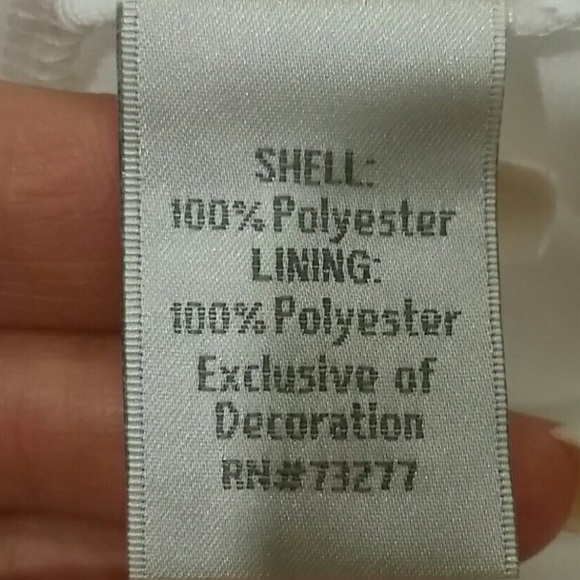 SHELL:
100% Polyester
LINING:
100% Polyester
Exclusive of
Decoration
RN#73277